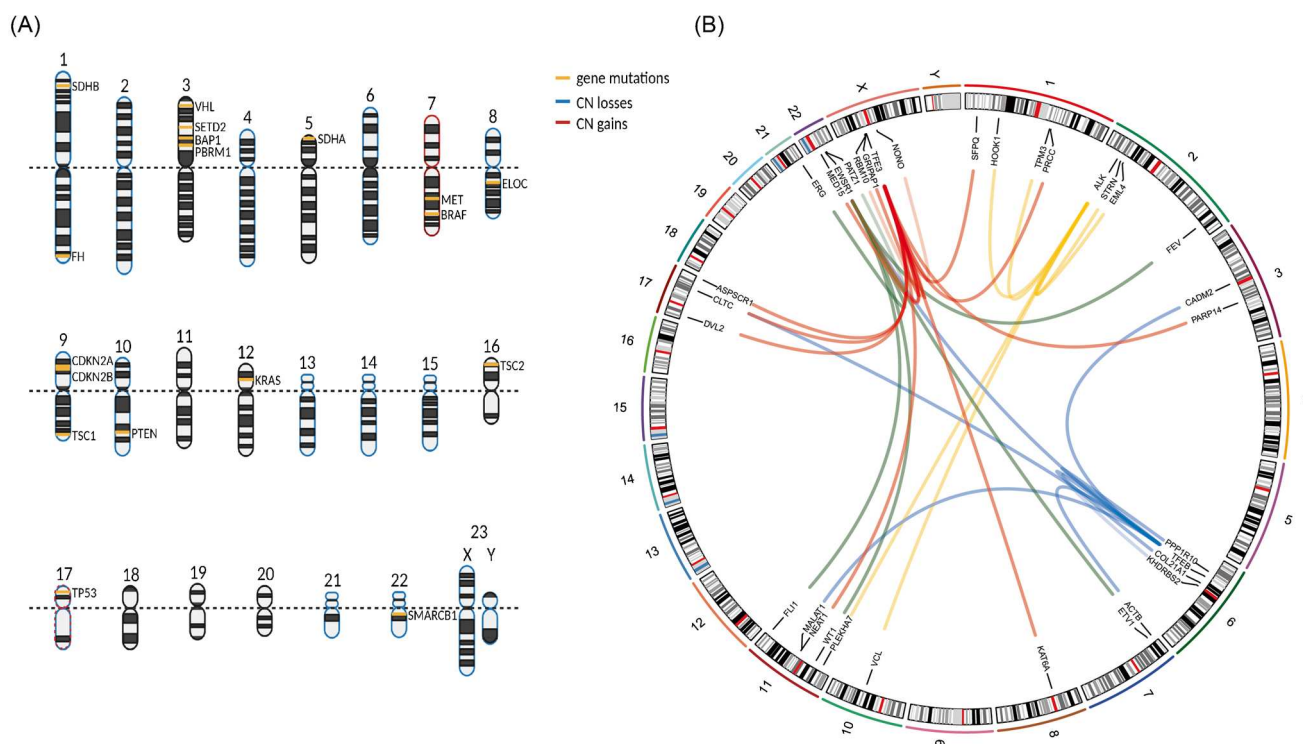 (A)
(B)
gene mutations
CN losses
CN gains
1
2
3
4
5
6
7
8
SDHB
FH
VHL
SETD2
BAP1
PBRM1
SDHA
MET
BRAF
ELOC
9
10
11
12
13
14
15
16
CDKN2A
CDKN2B
TSC1
PTEN
KRAS
TSC2
17
18
19
20
21
22
23
X
Y
TP53
SMARCB1
1
2
3
5
6
7
8
9
10
11
12
13
14
15
16
17
18
19
20
21
22
X
Y
SFPQ
HOOK1
TPM3
PRCC
ALK
STRN
EML4
FEV
CADM2
PARP14
PPP1R10
TFEB
COL21A1
KHDRBS2
ACTB
ETV1
KAT6A
VCL
PLEKHA7
WT1
NEAT1
MALAT1
FLI1
DVL2
CLTC
ASPSCR1
ERG
MED15
EWSR1
PATZ1
RBM10
GRIPAP1
TFE3
NONO